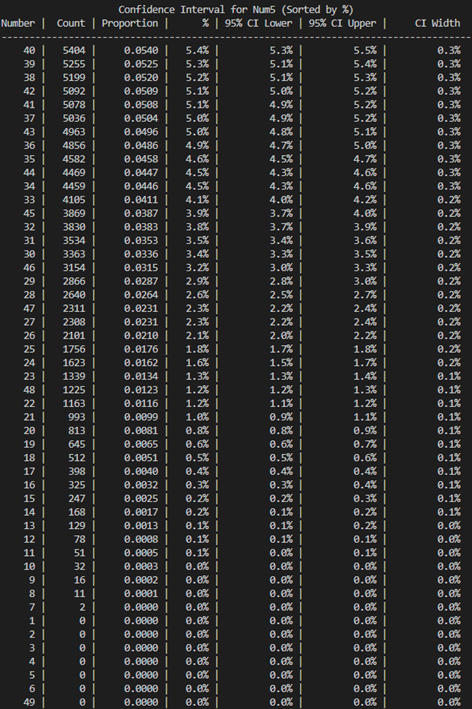 Confidence Interval for Num5 (Sorted by %)
Number | Count | Proportion | % | 95% CI Lower | 95% CI Upper | CI Width
40 | 5404 | 0.0540 | 5.4% | 5.3% | 5.5% | 0.3%
39 | 5255 | 0.0525 | 5.3% | 5.1% | 5.4% | 0.3%
38 | 5199 | 0.0520 | 5.2% | 5.1% | 5.3% | 0.3%
42 | 5092 | 0.0509 | 5.1% | 5.0% | 5.2% | 0.3%
41 | 5078 | 0.0508 | 5.1% | 4.9% | 5.2% | 0.3%
37 | 5036 | 0.0504 | 5.0% | 4.9% | 5.2% | 0.3%
43 | 4963 | 0.0496 | 5.0% | 4.8% | 5.1% | 0.3%
36 | 4856 | 0.0486 | 4.9% | 4.7% | 5.0% | 0.3%
35 | 4582 | 0.0458 | 4.6% | 4.5% | 4.7% | 0.3%
44 | 4469 | 0.0447 | 4.5% | 4.3% | 4.6% | 0.3%
34 | 4459 | 0.0446 | 4.5% | 4.3% | 4.6% | 0.3%
33 | 4105 | 0.0411 | 4.1% | 4.0% | 4.2% | 0.2%
45 | 3869 | 0.0387 | 3.9% | 3.7% | 4.0% | 0.2%
32 | 3830 | 0.0383 | 3.8% | 3.7% | 3.9% | 0.2%
31 | 3534 | 0.0353 | 3.5% | 3.4% | 3.6% | 0.2%
30 | 3363 | 0.0336 | 3.4% | 3.3% | 3.5% | 0.2%
46 | 3154 | 0.0315 | 3.2% | 3.0% | 3.3% | 0.2%
29 | 2866 | 0.0287 | 2.9% | 2.8% | 3.0% | 0.2%
28 | 2640 | 0.0264 | 2.6% | 2.5% | 2.7% | 0.2%
47 | 2311 | 0.0231 | 2.3% | 2.2% | 2.4% | 0.2%
27 | 2308 | 0.0231 | 2.3% | 2.2% | 2.4% | 0.2%
26 | 2101 | 0.0210 | 2.1% | 2.0% | 2.2% | 0.2%
25 | 1756 | 0.0176 | 1.8% | 1.7% | 1.8% | 0.2%
24 | 1623 | 0.0162 | 1.6% | 1.5% | 1.7% | 0.2%
23 | 1339 | 0.0134 | 1.3% | 1.3% | 1.4% | 0.1%
48 | 1225 | 0.0123 | 1.2% | 1.2% | 1.3% | 0.1%
22 | 1163 | 0.0116 | 1.2% | 1.1% | 1.2% | 0.1%
21 | 993 | 0.0099 | 1.0% | 0.9% | 1.1% | 0.1%
20 | 813 | 0.0081 | 0.8% | 0.8% | 0.9% | 0.1%
19 | 645 | 0.0065 | 0.6% | 0.6% | 0.7% | 0.1%
18 | 512 | 0.0051 | 0.5% | 0.5% | 0.6% | 0.1%
17 | 398 | 0.0040 | 0.4% | 0.4% | 0.4% | 0.1%
16 | 325 | 0.0032 | 0.3% | 0.3% | 0.4% | 0.1%
15 | 247 | 0.0025 | 0.2% | 0.2% | 0.3% | 0.1%
14 | 168 | 0.0017 | 0.2% | 0.1% | 0.2% | 0.1%
13 | 129 | 0.0013 | 0.1% | 0.1% | 0.2% | 0.0%
12 | 78 | 0.0008 | 0.1% | 0.1% | 0.1% | 0.0%
11 | 51 | 0.0005 | 0.1% | 0.0% | 0.1% | 0.0%
10 | 32 | 0.0003 | 0.0% | 0.0% | 0.0% | 0.0%
9 | 16 | 0.0002 | 0.0% | 0.0% | 0.0% | 0.0%
8 | 11 | 0.0001 | 0.0% | 0.0% | 0.0% | 0.0%
7 | 2 | 0.0000 | 0.0% | 0.0% | 0.0% | 0.0%
1 | 0 | 0.0000 | 0.0% | 0.0% | 0.0% | 0.0%
2 | 0 | 0.0000 | 0.0% | 0.0% | 0.0% | 0.0%
3 | 0 | 0.0000 | 0.0% | 0.0% | 0.0% | 0.0%
4 | 0 | 0.0000 | 0.0% | 0.0% | 0.0% | 0.0%
5 | 0 | 0.0000 | 0.0% | 0.0% | 0.0% | 0.0%
6 | 0 | 0.0000 | 0.0% | 0.0% | 0.0% | 0.0%
49 | 0 | 0.0000 | 0.0% | 0.0% | 0.0% | 0.0%